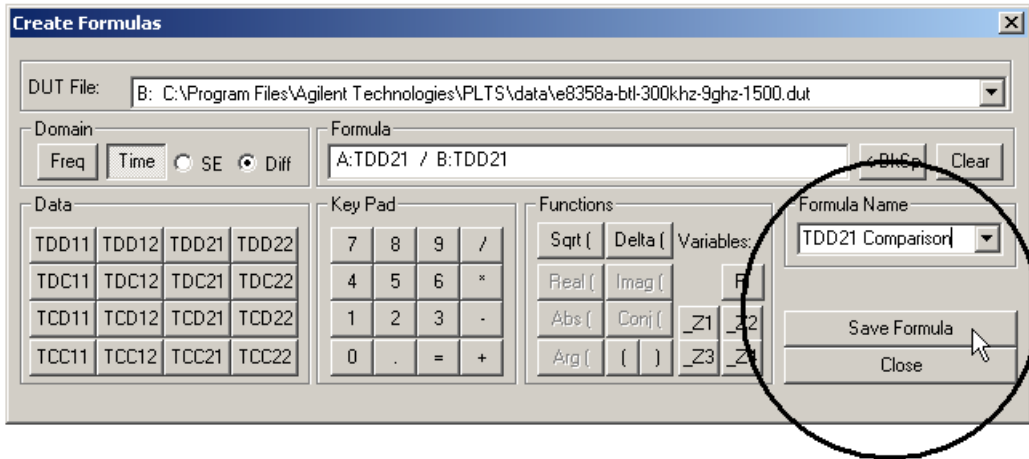 Create Formulas
DUT File: B: C:\Program Files\Agilent Technologies\PLTS\data\e8358a-btl-300khz-9ghz-1500.dut
Domain
Freq Time SE Diff
Formula
A:TDD21 / B:TDD21
<-BkSp Clear
Data
TDD11 TDD12 TDD21 TDD22
TDC11 TDC12 TDC21 TDC22
TCD11 TCD12 TCD21 TCD22
TCC11 TCC12 TCC21 TCC22
Key Pad
7 8 9 /
4 5 6 *
1 2 3 -
0 . = +
Functions
Sqrt ( Delta ( Variables:
Real ( Imag (
Abs ( Conj ( _Z1 _Z2
Arg ( ( ) _Z3 _Z4
Formula Name
TDD21 Comparison
Save Formula
Close